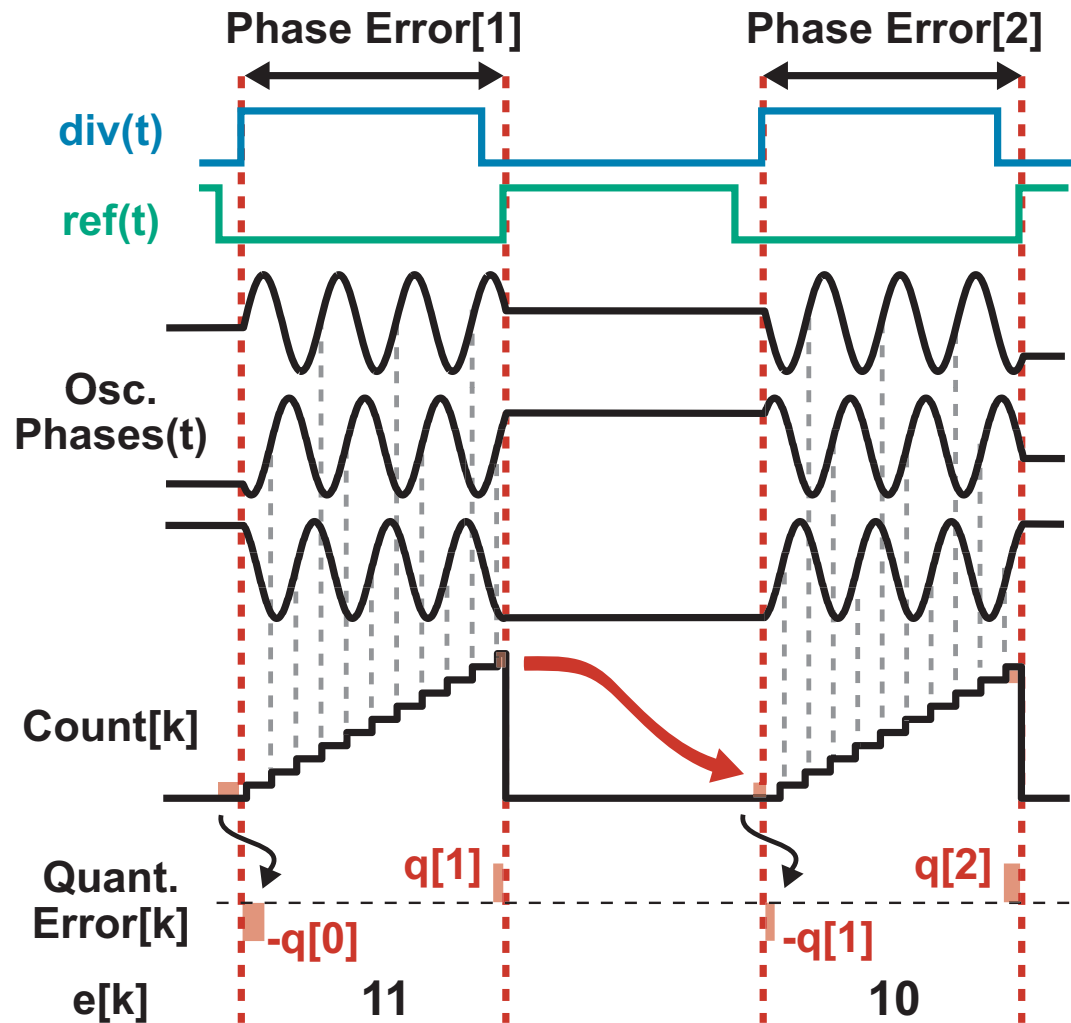 Phase Error[1] Phase Error[2]
div(t)
ref(t)
Osc.
Phases(t)
Count[k]
Quant.
Error[k]
q[1] q[2]
-q[0] -q[1]
e[k] 11 10